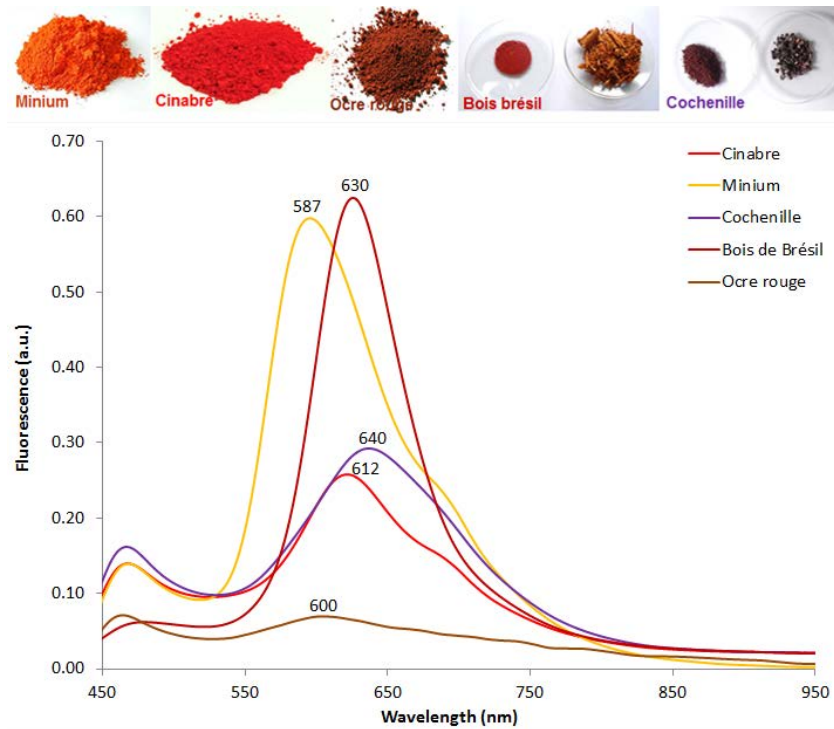 Minium
Cinabre
Ocre rouge
Bois brésil
Cochenille
0.70
0.60
0.50
0.40
0.30
0.20
0.10
0.00
Fluorescence (a.u.)
587
630
640
612
600
Cinabre
Minium
Cochenille
Bois de Brésil
Ocre rouge
450
550
650
750
850
950
Wavelength (nm)